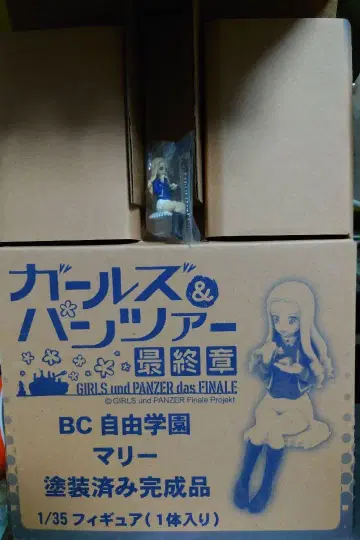 ガールズ&
パンツァー
最終章
GIRLS und PANZER das FINALE
© GIRLS und PANZER Finale Projekt
BC 自由学園
マリー
塗装済み完成品
1/35 フィギュア(1体入り)